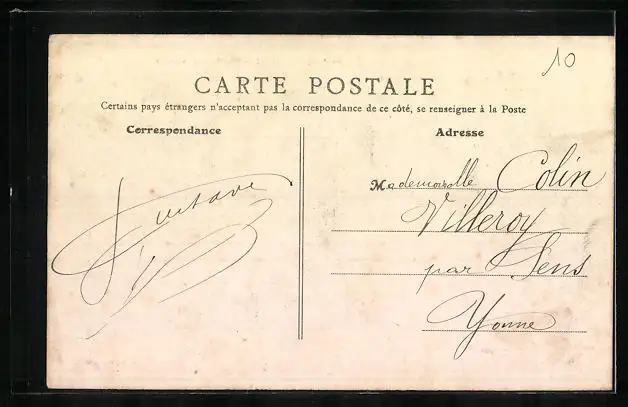 10
CARTE POSTALE
Certains pays étrangers n'acceptant pas la correspondance de ce côté, se renseigner à la Poste
Correspondance
Gustave
Adresse
Mademoiselle Colin
Villeroy
par Sens
Yonne